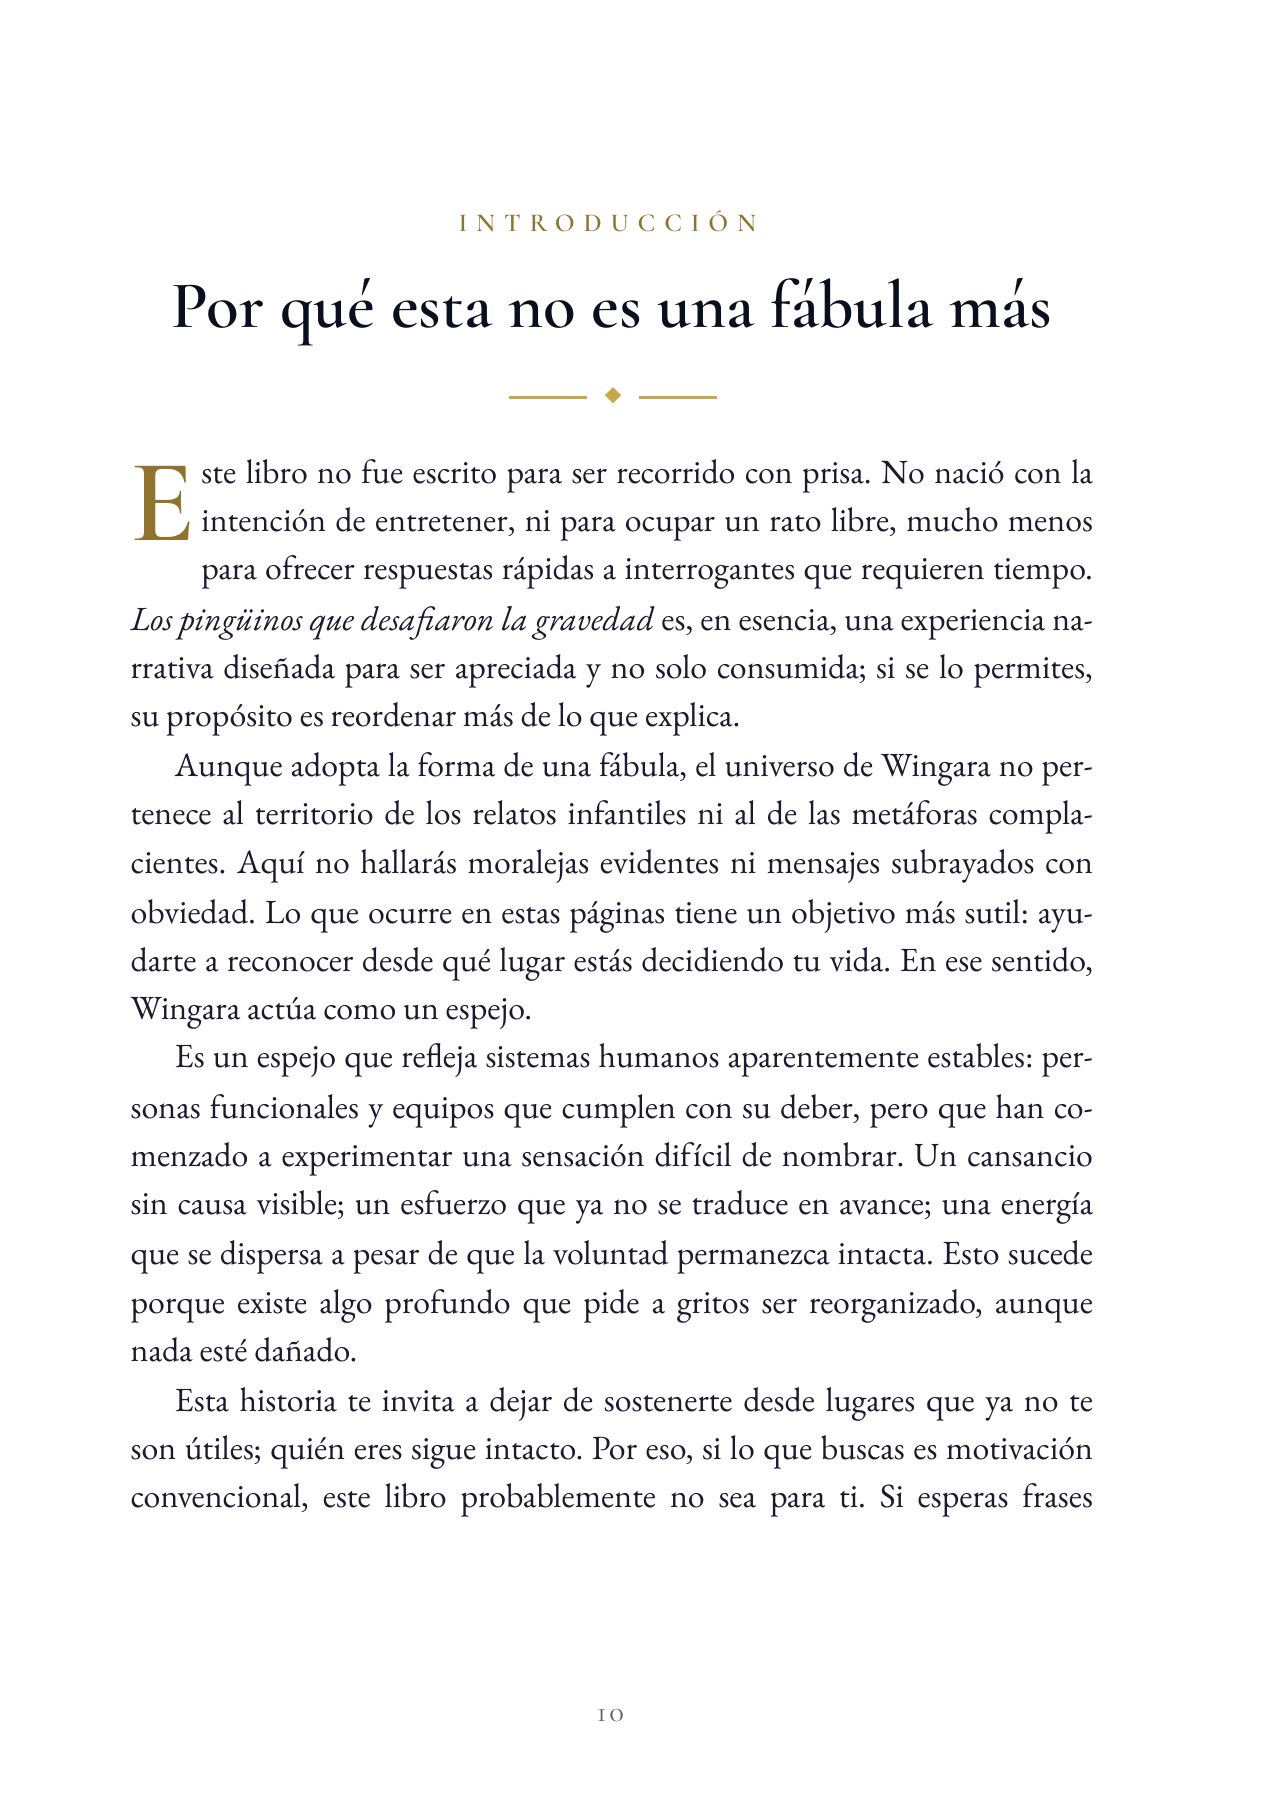 INTRODUCCIÓN
Por qué esta no es una fábula más
Este libro no fue escrito para ser recorrido con prisa. No nació con la
intención de entretener, ni para ocupar un rato libre, mucho menos
para ofrecer respuestas rápidas a interrogantes que requieren tiempo.
Los pingüinos que desafiaron la gravedad es, en esencia, una experiencia na-
rrativa diseñada para ser apreciada y no solo consumida; si se lo permites,
su propósito es reordenar más de lo que explica.
Aunque adopta la forma de una fábula, el universo de Wingara no per-
tenece al territorio de los relatos infantiles ni al de las metáforas compla-
cientes. Aquí no hallarás moralejas evidentes ni mensajes subrayados con
obviedad. Lo que ocurre en estas páginas tiene un objetivo más sutil: ayu-
darte a reconocer desde qué lugar estás decidiendo tu vida. En ese sentido,
Wingara actúa como un espejo.
Es un espejo que refleja sistemas humanos aparentemente estables: per-
sonas funcionales y equipos que cumplen con su deber, pero que han co-
menzado a experimentar una sensación difícil de nombrar. Un cansancio
sin causa visible; un esfuerzo que ya no se traduce en avance; una energía
que se dispersa a pesar de que la voluntad permanezca intacta. Esto sucede
porque existe algo profundo que pide a gritos ser reorganizado, aunque
nada esté dañado.
Esta historia te invita a dejar de sostenerte desde lugares que ya no te
son útiles; quién eres sigue intacto. Por eso, si lo que buscas es motivación
convencional, este libro probablemente no sea para ti. Si esperas frases
10